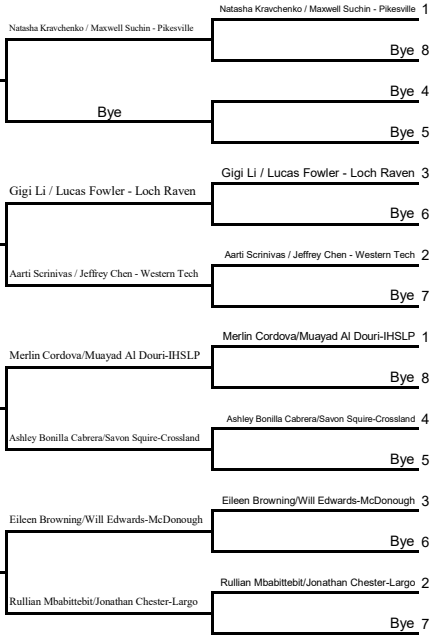 Natasha Kravchenko / Maxwell Suchin - Pikesville 1
Natasha Kravchenko / Maxwell Suchin - Pikesville
Bye 8
Bye 4
Bye
Bye 5
Gigi Li / Lucas Fowler - Loch Raven 3
Gigi Li / Lucas Fowler - Loch Raven
Bye 6
Aarti Scrinivas / Jeffrey Chen - Western Tech 2
Aarti Scrinivas / Jeffrey Chen - Western Tech
Bye 7
Merlin Cordova/Muayad Al Douri-IHSLP 1
Merlin Cordova/Muayad Al Douri-IHSLP
Bye 8
Ashley Bonilla Cabrera/Savon Squire-Crossland 4
Ashley Bonilla Cabrera/Savon Squire-Crossland
Bye 5
Eileen Browning/Will Edwards-McDonough 3
Eileen Browning/Will Edwards-McDonough
Bye 6
Rullian Mbabittebit/Jonathan Chester-Largo 2
Rullian Mbabittebit/Jonathan Chester-Largo
Bye 7